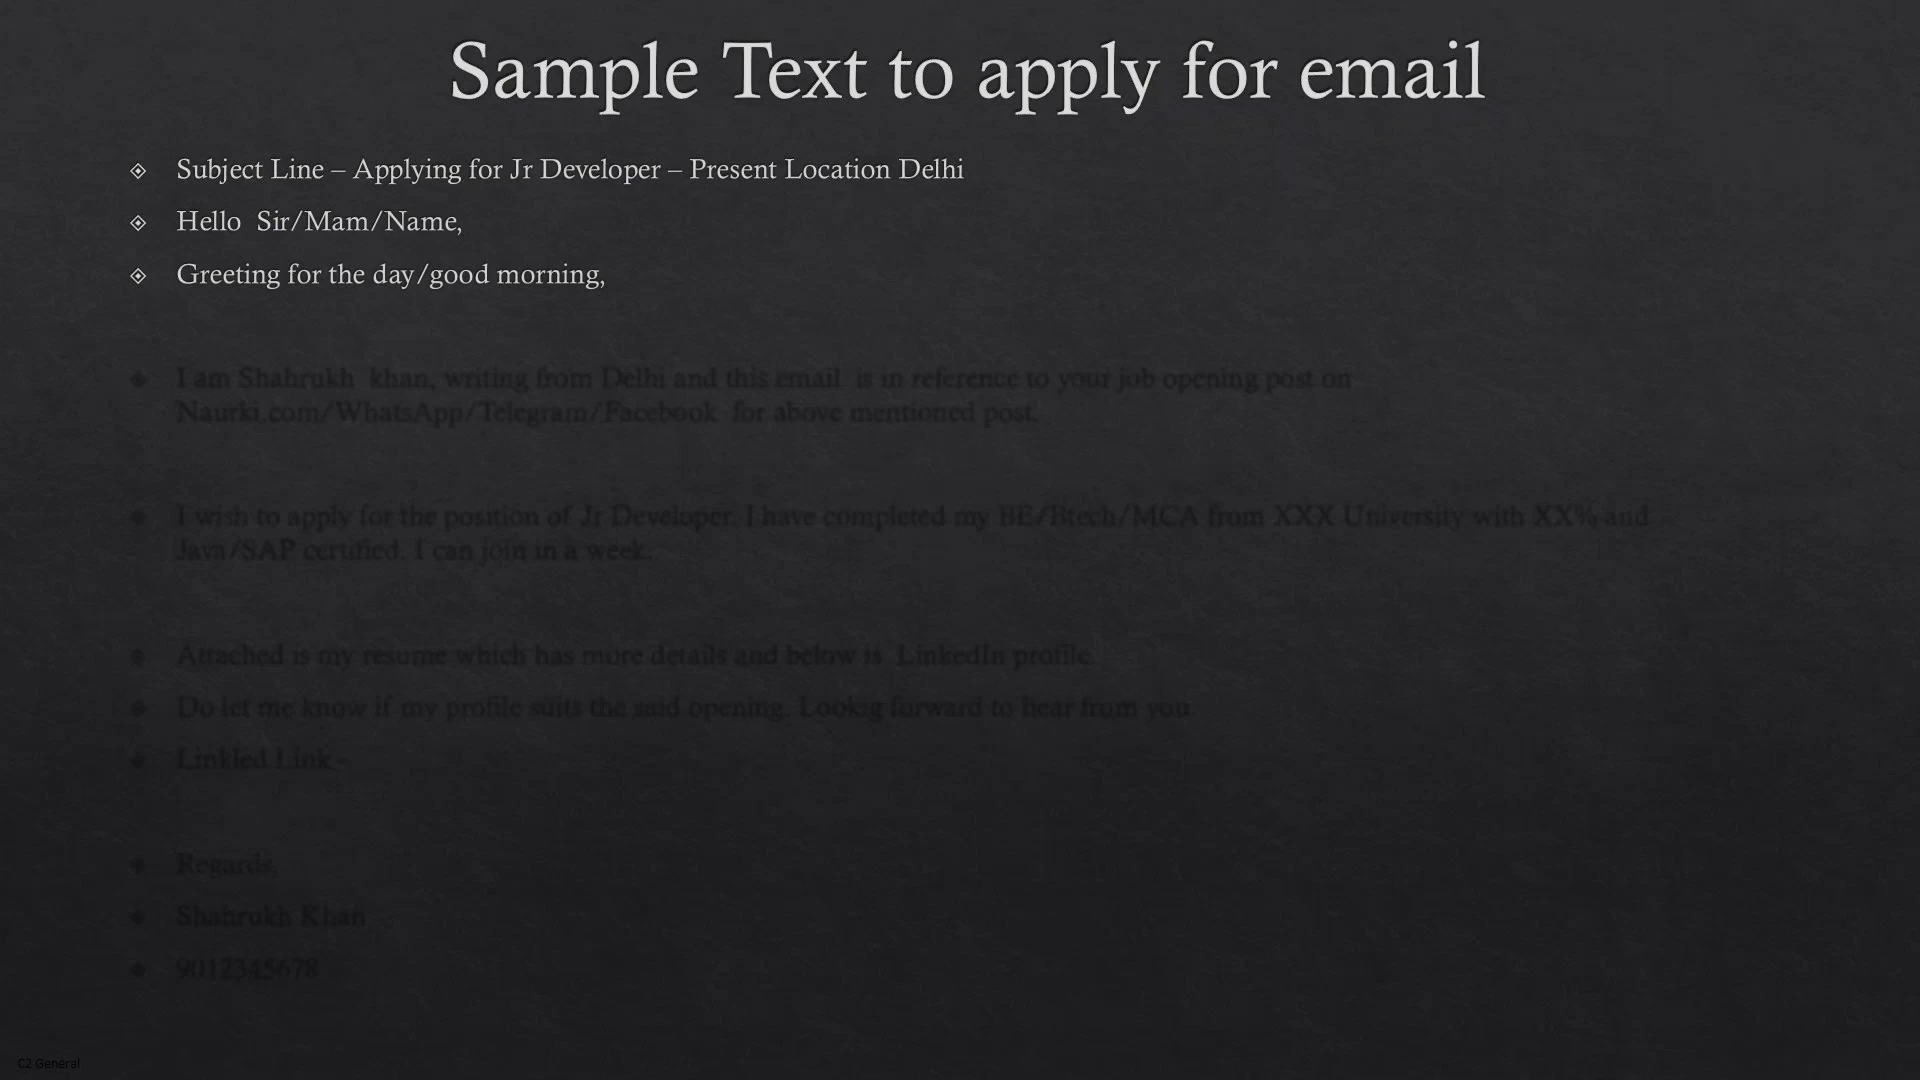 Sample Text to apply for email
Subject Line – Applying for Jr Developer – Present Location Delhi
Hello  Sir/Mam/Name,
Greeting for the day/good morning,
I am Shahrukh  khan, writing from Delhi and this email  is in reference to your job opening post on
Naurki.com/WhatsApp/Telegram/Facebook  for above mentioned post.
I wish to apply for the position of Jr Developer. I have completed my BE/Btech/MCA from XXX University with XX% and
Java/SAP certified. I can join in a week.
Attached is my resume which has more details and below is  LinkedIn profile.
Do let me know if my profile suits the said opening. Lookig forward to hear from you
Linkled Link -
Regards,
Shahrukh Khan
9012345678
C2 General